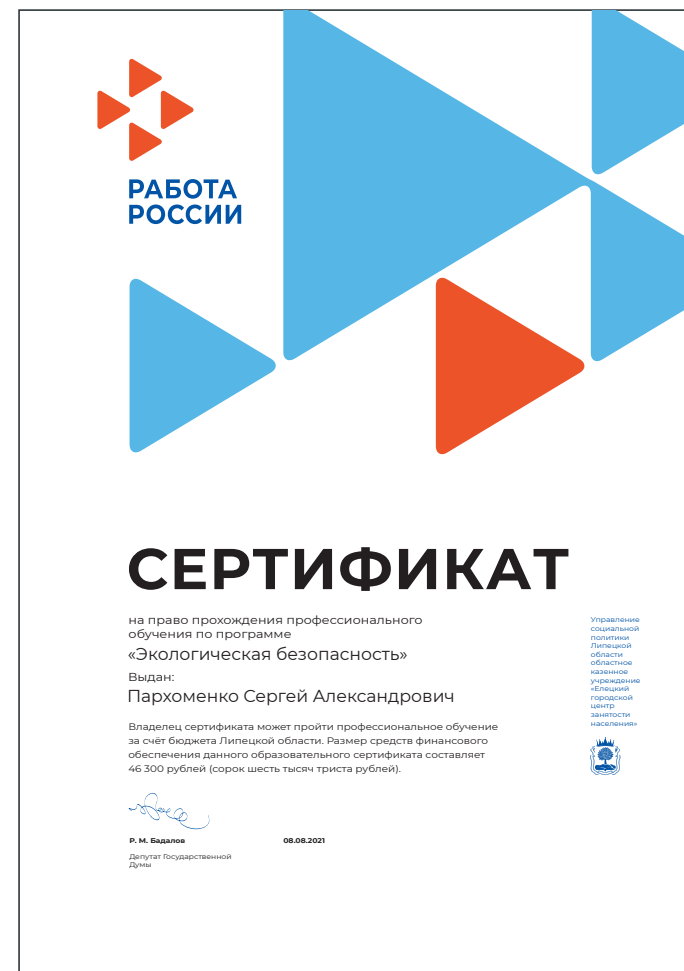 РАБОТА
РОССИИ
СЕРТИФИКАТ
на право прохождения профессионального
обучения по программе
«Экологическая безопасность»
Выдан:
Пархоменко Сергей Александрович
Владелец сертификата может пройти профессиональное обучение
за счёт бюджета Липецкой области. Размер средств финансового
обеспечения данного образовательного сертификата составляет
46 300 рублей (сорок шесть тысяч триста рублей).
Р. М. Бадалов
08.08.2021
Депутат Государственной
Думы
Управление
социальной
политики
Липецкой
области
областное
казенное
учреждение
«Елецкий
городской
центр
занятости
населения»